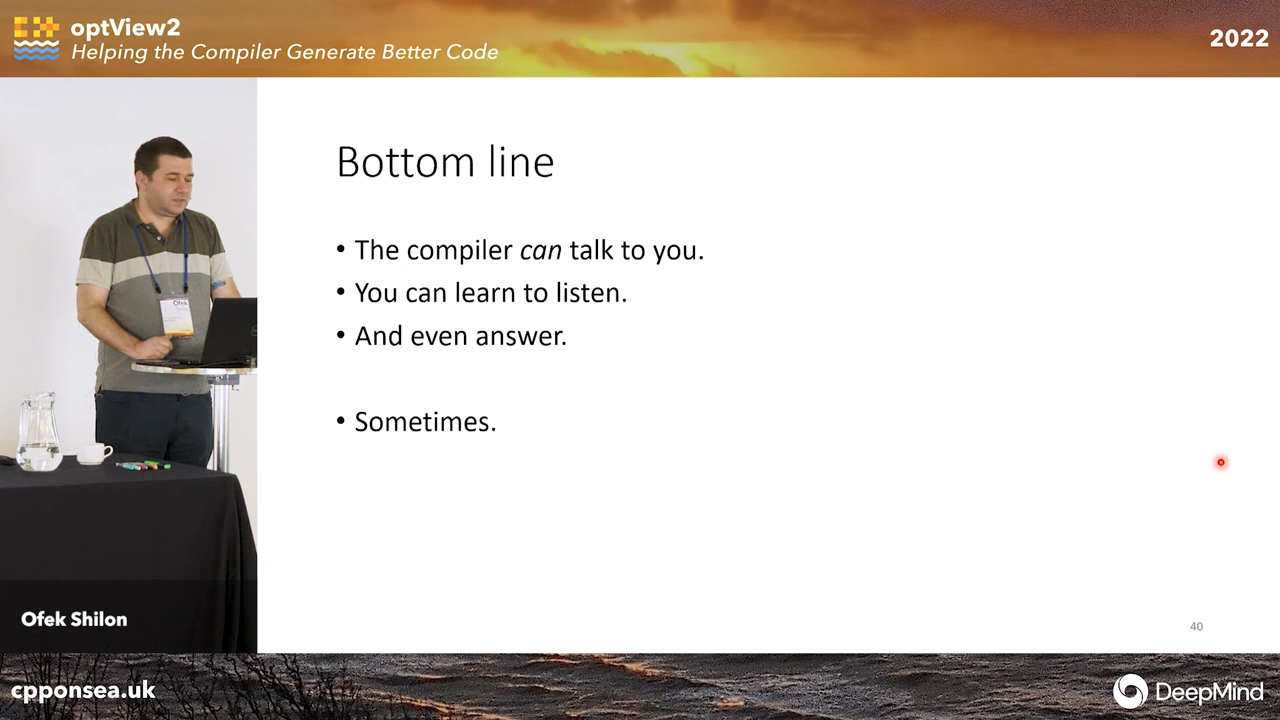 optView2
Helping the Compiler Generate Better Code
2022
Bottom line
• The compiler can talk to you.
• You can learn to listen.
• And even answer.
• Sometimes.
Ofek
40
Ofek Shilon
cpponsea.uk
DeepMind